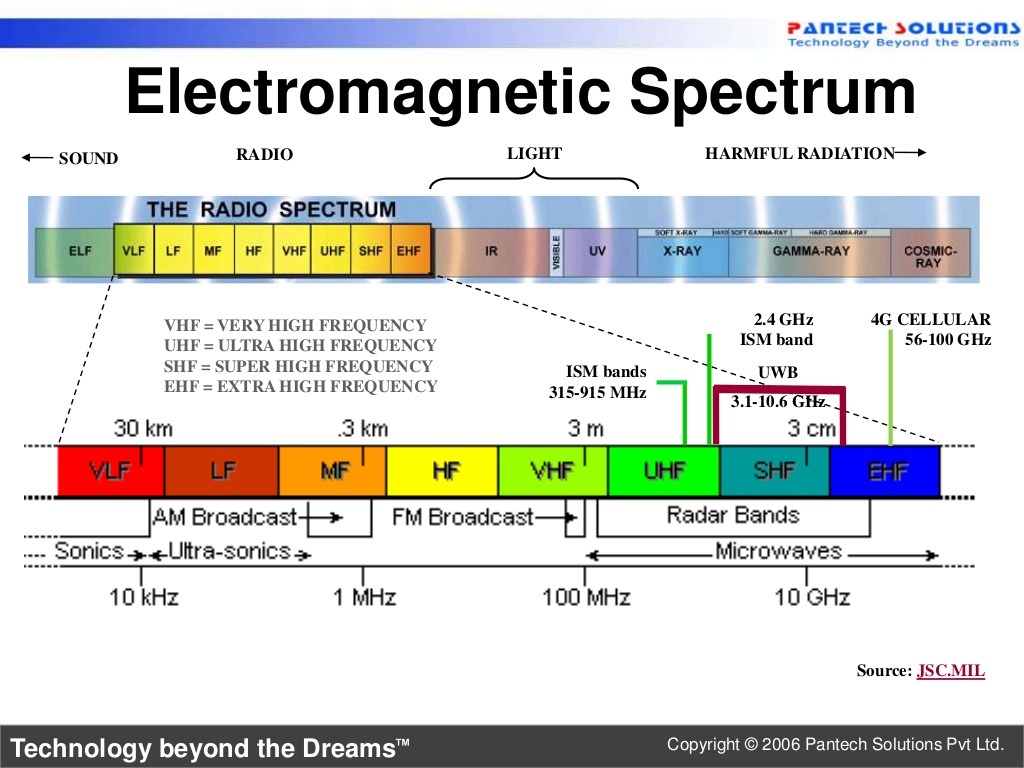 PANTECH SOLUTIONS
Technology Beyond the Dreams
Electromagnetic Spectrum
SOUND RADIO LIGHT HARMFUL RADIATION
THE RADIO SPECTRUM
ELF VLF LF MF HF VHF UHF SHF EHF IR VISIBLE UV SOFT X-RAY HARD SOFT GAMMA-RAY HARD GAMMA-RAY
X-RAY GAMMA-RAY COSMIC-
RAY
VHF = VERY HIGH FREQUENCY
UHF = ULTRA HIGH FREQUENCY
SHF = SUPER HIGH FREQUENCY
EHF = EXTRA HIGH FREQUENCY
ISM bands
315-915 MHz
2.4 GHz
ISM band
UWB
3.1-10.6 GHz
4G CELLULAR
56-100 GHz
30 km .3 km 3 m 3 cm
VLF LF MF HF VHF UHF SHF EHF
AM Broadcast FM Broadcast Radar Bands
Sonics Ultra-sonics Microwaves
10 kHz 1 MHz 100 MHz 10 GHz
Source: JSC.MIL
Technology beyond the Dreams™
Copyright © 2006 Pantech Solutions Pvt Ltd.